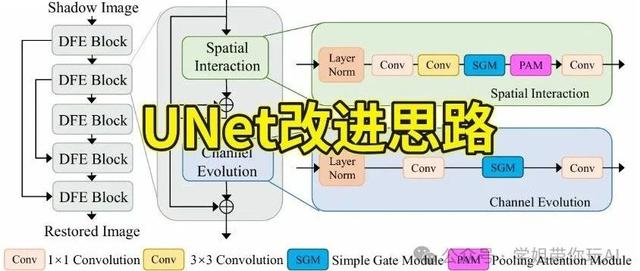 Shadow Image
DFE Block
DFE Block
DFE Block
DFE Block
DFE Block
Restored Image
Spatial
Interaction
Channel
Evolution
Layer
Norm
Conv
Conv
SGM
PAM
Conv
Spatial Interaction
UNet改进思路
Layer
Norm
Conv
SGM
Conv
Channel Evolution
Conv
1×1 Convolution
Conv
3×3 Convolution
SGM
Simple Gate Module
PAM
Pooling Attention Module
公众号·学姐带你玩AI